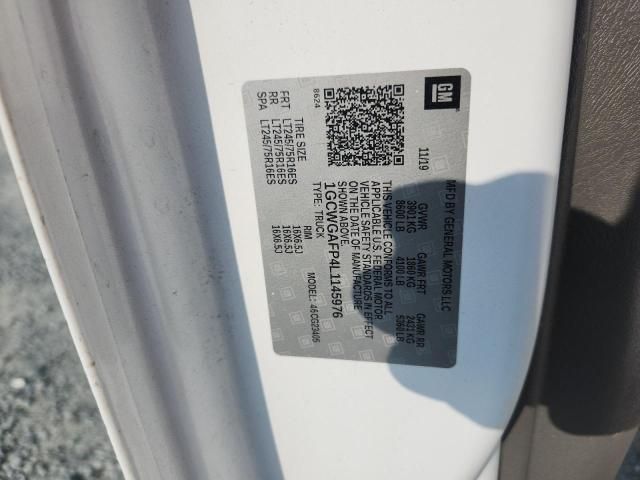 GM
MFD BY GENERAL MOTORS LLC
11/19 GVWR GAWR FRT GAWR RR
3901 KG 1860 KG 2431 KG
8600 LB 4100 LB 5360 LB
THIS VEHICLE CONFORMS TO ALL
APPLICABLE U.S. FEDERAL MOTOR
VEHICLE SAFETY STANDARDS IN EFFECT
ON THE DATE OF MANUFACTURE
SHOWN ABOVE.
1GCWGAFP4L1145976
TYPE: TRUCK 46CG23405
8624
TIRE SIZE RIM
FRT LT245/75R16ES 16X6.5J
RR LT245/75R16ES 16X6.5J
SPA LT245/75R16ES 16X6.5J